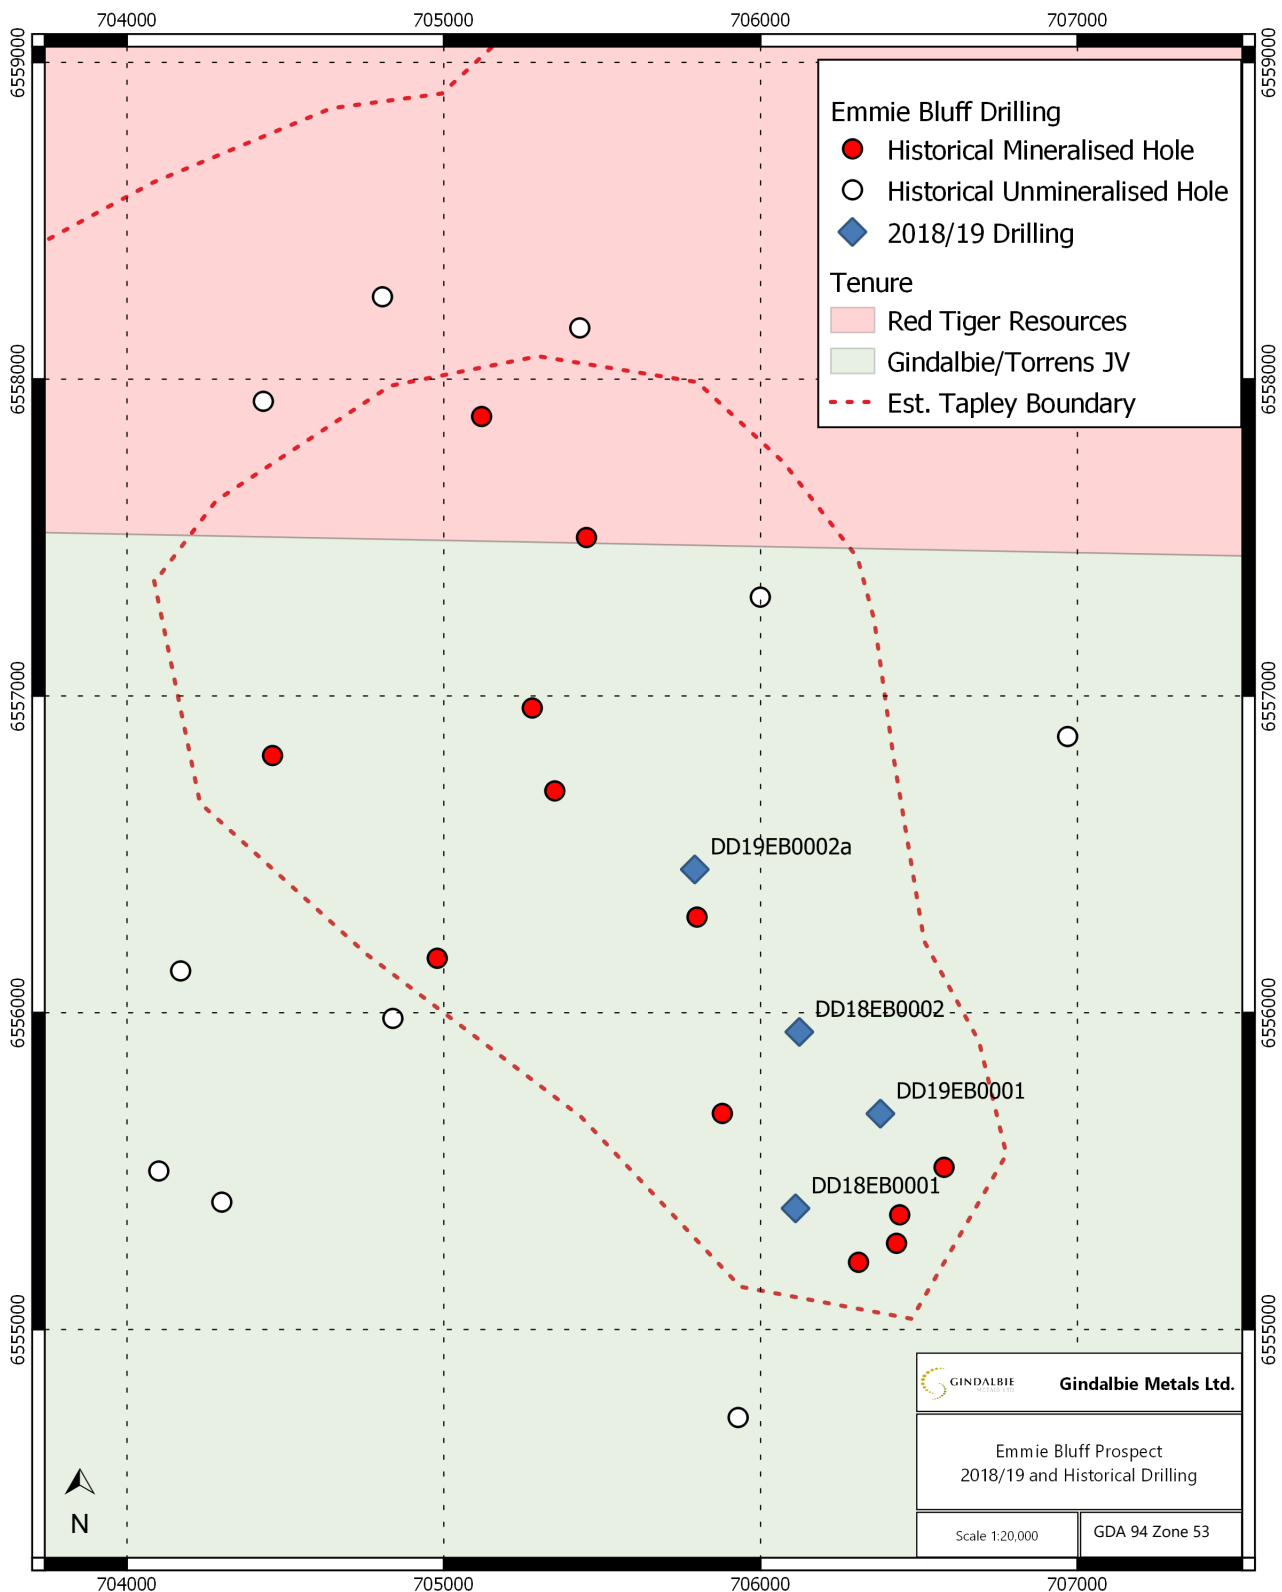 704000
705000
706000
707000
6559000
6559000
Emmie Bluff Drilling
Historical Mineralised Hole
Historical Unmineralised Hole
2018/19 Drilling
Tenure
Red Tiger Resources
Gindalbie/Torrens JV
Est. Tapley Boundary
6558000
6558000
6557000
6557000
DD19EB0002a
6556000
DD18EB0002
6556000
DD19EB0001
DD18EB0001
6555000
6555000
GINDALBIE
METALS LTD
Gindalbie Metals Ltd.
Emmie Bluff Prospect
2018/19 and Historical Drilling
N
Scale 1:20,000
GDA 94 Zone 53
704000
705000
706000
707000